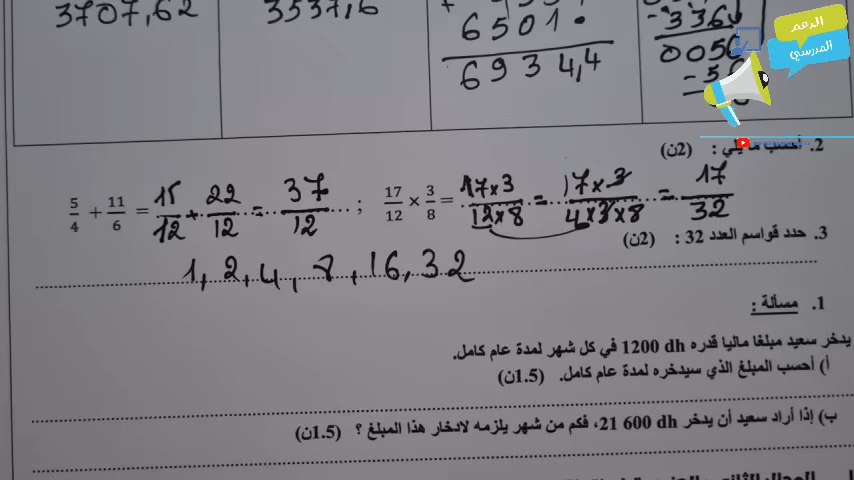 3707,62
3537,6
6501.
6934,4
- 336
0056
- 5
الدعم
المدرسي
2. أحسب ما يلي : (2ن)
5/4 + 11/6 = 15/12 + 22/12 = 37/12 ; 17/12 × 3/8 = 17×3/12×8 = 17×3/4×3×8 = 17/32
3. حدد قواسم العدد 32 : (2ن)
1, 2, 4, 8, 16, 32
1. مسألة :
يدخر سعيد مبلغا ماليا قدره 1200 dh في كل شهر لمدة عام كامل.
أ) أحسب المبلغ الذي سيدخره لمدة عام كامل. (1.5ن)
ب) إذا أراد سعيد أن يدخر 21 600 dh، فكم من شهر يلزمه لادخار هذا المبلغ ؟ (1.5ن)